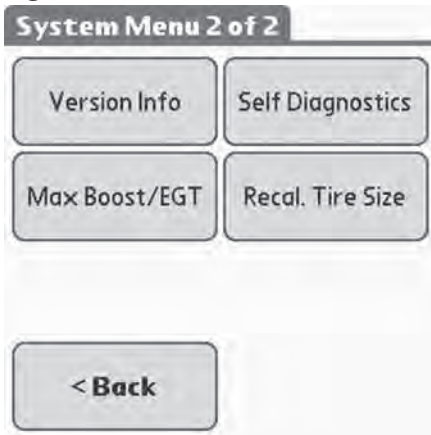 System Menu 2 of 2
Version Info
Self Diagnostics
Max Boost/EGT
Recal. Tire Size
< Back